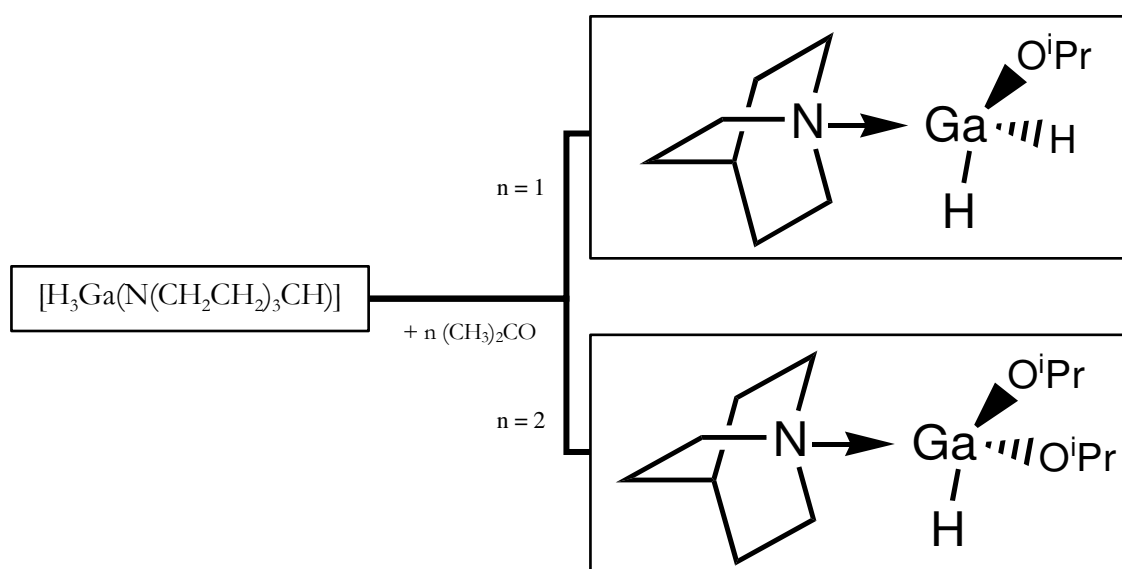 OⁱPr
N
Ga
H
H
n = 1
[H₃Ga(N(CH₂CH₂)₃CH)]
+ n (CH₃)₂CO
OⁱPr
n = 2
N
Ga
OⁱPr
H